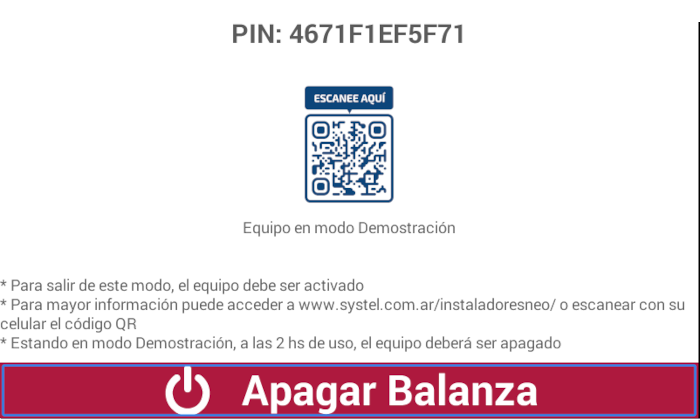 PIN: 4671F1EF5F71
ESCANEE AQUÍ
Equipo en modo Demostración
* Para salir de este modo, el equipo debe ser activado
* Para mayor información puede acceder a www.systel.com.ar/instaladoresneo/ o escanear con su
celular el código QR
* Estando en modo Demostración, a las 2 hs de uso, el equipo deberá ser apagado
Apagar Balanza